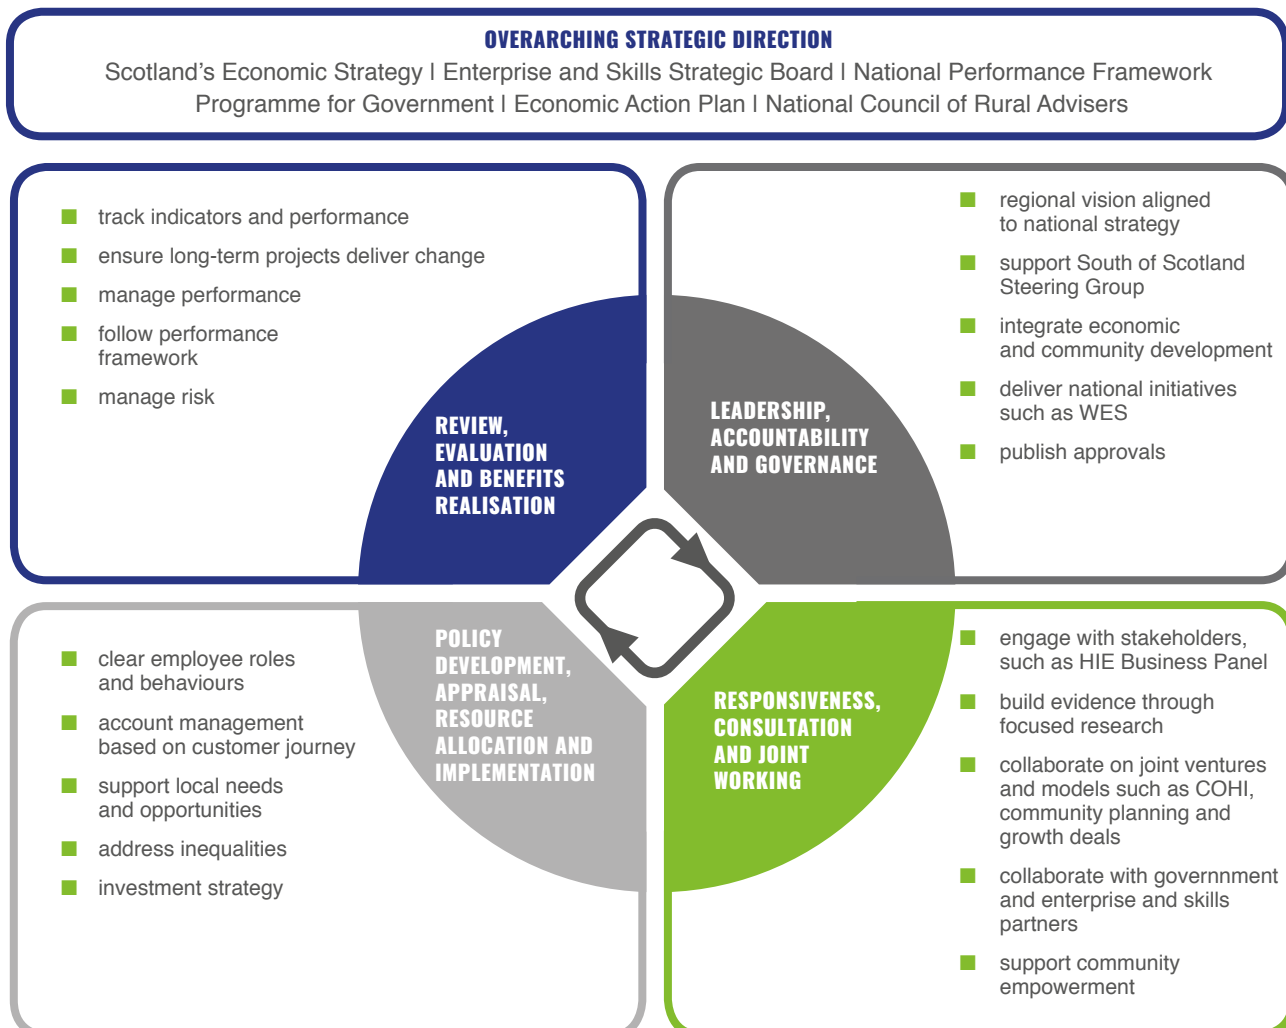 OVERARCHING STRATEGIC DIRECTION
Scotland's Economic Strategy | Enterprise and Skills Strategic Board | National Performance Framework
Programme for Government | Economic Action Plan | National Council of Rural Advisers
track indicators and performance
ensure long-term projects deliver change
manage performance
follow performance
framework
manage risk
REVIEW,
EVALUATION
AND BENEFITS
REALISATION
regional vision aligned
to national strategy
support South of Scotland
Steering Group
integrate economic
and community development
deliver national initiatives
such as WES
publish approvals
LEADERSHIP,
ACCOUNTABILITY
AND GOVERNANCE
clear employee roles
and behaviours
account management
based on customer journey
support local needs
and opportunities
address inequalities
investment strategy
POLICY
DEVELOPMENT,
APPRAISAL,
RESOURCE
ALLOCATION AND
IMPLEMENTATION
RESPONSIVENESS,
CONSULTATION
AND JOINT
WORKING
engage with stakeholders,
such as HIE Business Panel
build evidence through
focused research
collaborate on joint ventures
and models such as COHI,
community planning and
growth deals
collaborate with governnment
and enterprise and skills
partners
support community
empowerment